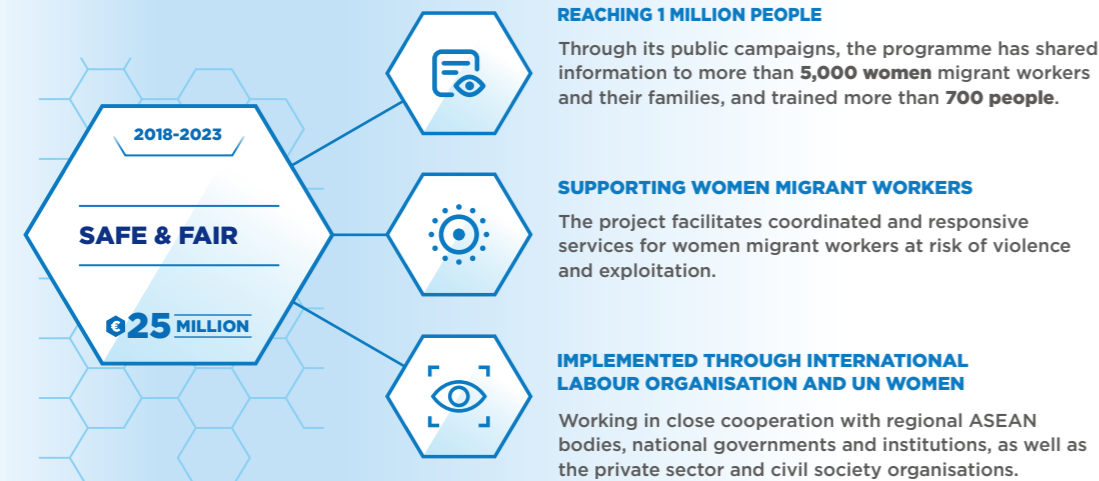 2018-2023
SAFE & FAIR
€25 MILLION
REACHING 1 MILLION PEOPLE
Through its public campaigns, the programme has shared
information to more than 5,000 women migrant workers
and their families, and trained more than 700 people.
SUPPORTING WOMEN MIGRANT WORKERS
The project facilitates coordinated and responsive
services for women migrant workers at risk of violence
and exploitation.
IMPLEMENTED THROUGH INTERNATIONAL
LABOUR ORGANISATION AND UN WOMEN
Working in close cooperation with regional ASEAN
bodies, national governments and institutions, as well as
the private sector and civil society organisations.